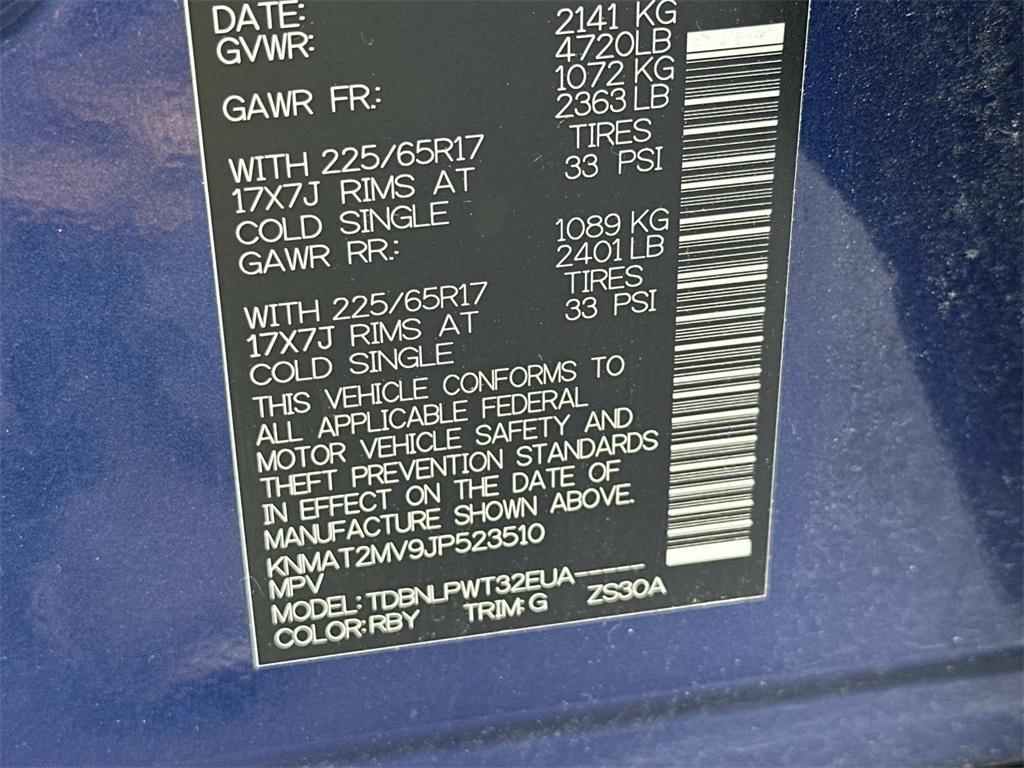 DATE: 2141 KG
GVWR: 4720LB
1072 KG
GAWR FR.: 2363 LB
TIRES
WITH 225/65R17 33 PSI
17X7J RIMS AT
COLD SINGLE 1089 KG
GAWR RR.: 2401 LB
TIRES
WITH 225/65R17 33 PSI
17X7J RIMS AT
COLD SINGLE
THIS VEHICLE CONFORMS TO
ALL APPLICABLE FEDERAL
MOTOR VEHICLE SAFETY AND
THEFT PREVENTION STANDARDS
IN EFFECT ON THE DATE OF
MANUFACTURE SHOWN ABOVE.
KNMAT2MV9JP523510
MPV
MODEL: TDBNLPWT32EUA-----
COLOR:RBY TRIM: G ZS30A